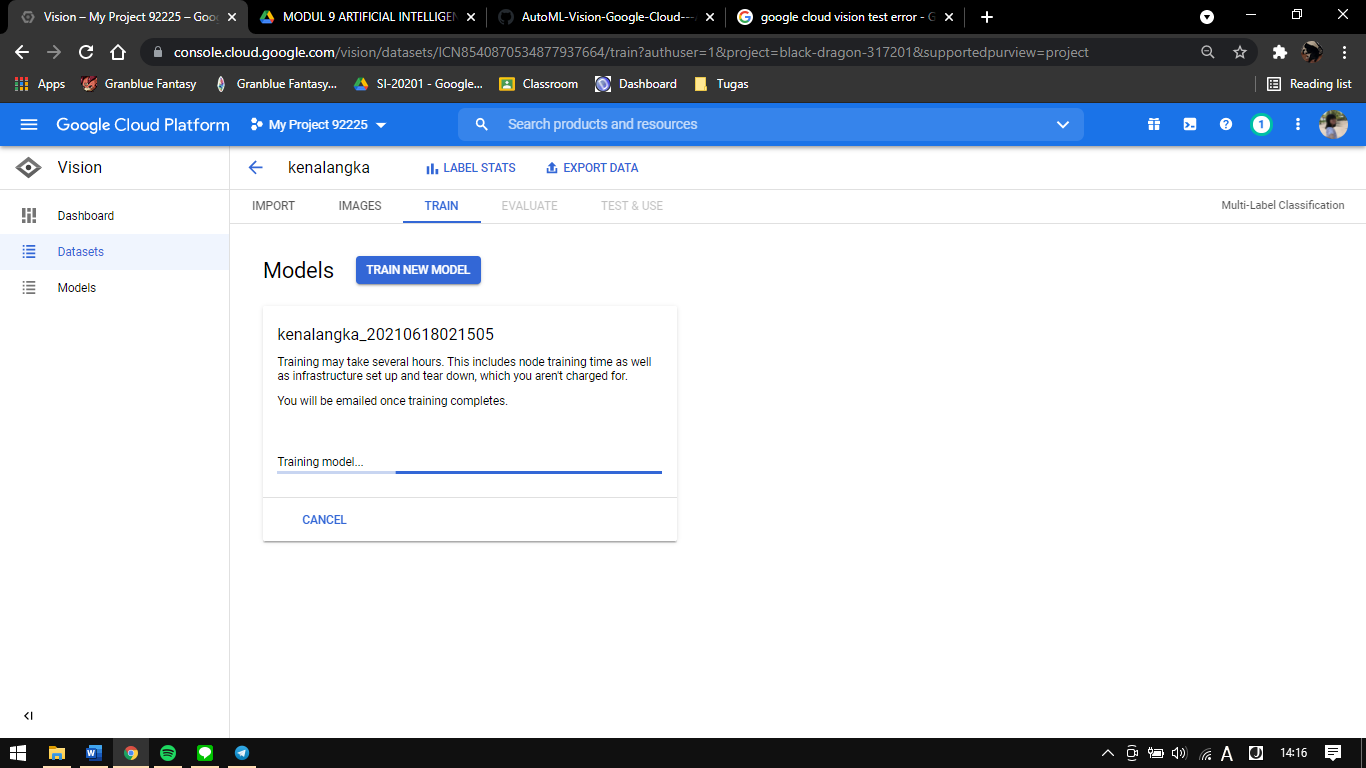 Vision – My Project 92225 – Goo
MODUL 9 ARTIFICIAL INTELLIGEN
AutoML-Vision-Google-Cloud---
google cloud vision test error - G
console.cloud.google.com/vision/datasets/ICN8540870534877937664/train?authuser=1&project=black-dragon-317201&supportedpurview=project
Apps
Granblue Fantasy
Granblue Fantasy...
SI-20201 - Google...
Classroom
Dashboard
Tugas
Reading list
Google Cloud Platform
My Project 92225
Search products and resources
1
Vision
kenalangka
LABEL STATS
EXPORT DATA
IMPORT
IMAGES
TRAIN
EVALUATE
TEST & USE
Multi-Label Classification
Dashboard
Datasets
Models
Models
TRAIN NEW MODEL
kenalangka_20210618021505
Training may take several hours. This includes node training time as well
as infrastructure set up and tear down, which you aren't charged for.
You will be emailed once training completes.
Training model...
CANCEL
A
14:16